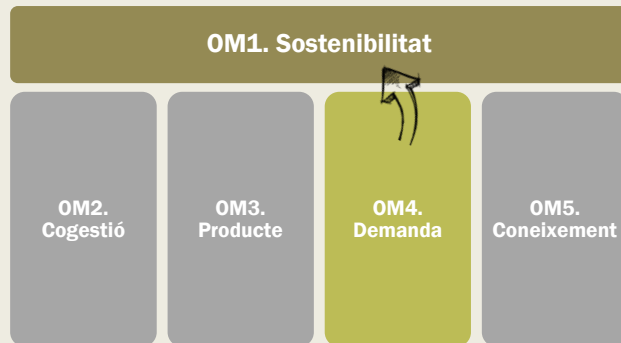 OM1. Sostenibilitat
OM2.
Cogestió
OM3.
Producte
OM4.
Demanda
OM5.
Coneixement